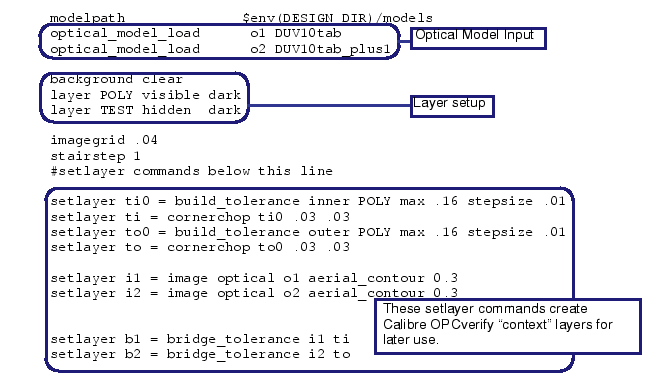 modelpath $env(DESIGN_DIR)/models
optical_model_load o1 DUV10tab
optical_model_load o2 DUV10tab_plus1
Optical Model Input
background clear
layer POLY visible dark
layer TEST hidden dark
Layer setup
imagegrid .04
stairstep 1
#setlayer commands below this line
setlayer ti0 = build_tolerance inner POLY max .16 stepsize .01
setlayer ti = cornerchop ti0 .03 .03
setlayer to0 = build_tolerance outer POLY max .16 stepsize .01
setlayer to = cornerchop to0 .03 .03
setlayer i1 = image optical o1 aerial_contour 0.3
setlayer i2 = image optical o2 aerial_contour 0.3
These setlayer commands create
Calibre OPCverify “context” layers for
later use.
setlayer b1 = bridge_tolerance i1 ti
setlayer b2 = bridge_tolerance i2 to